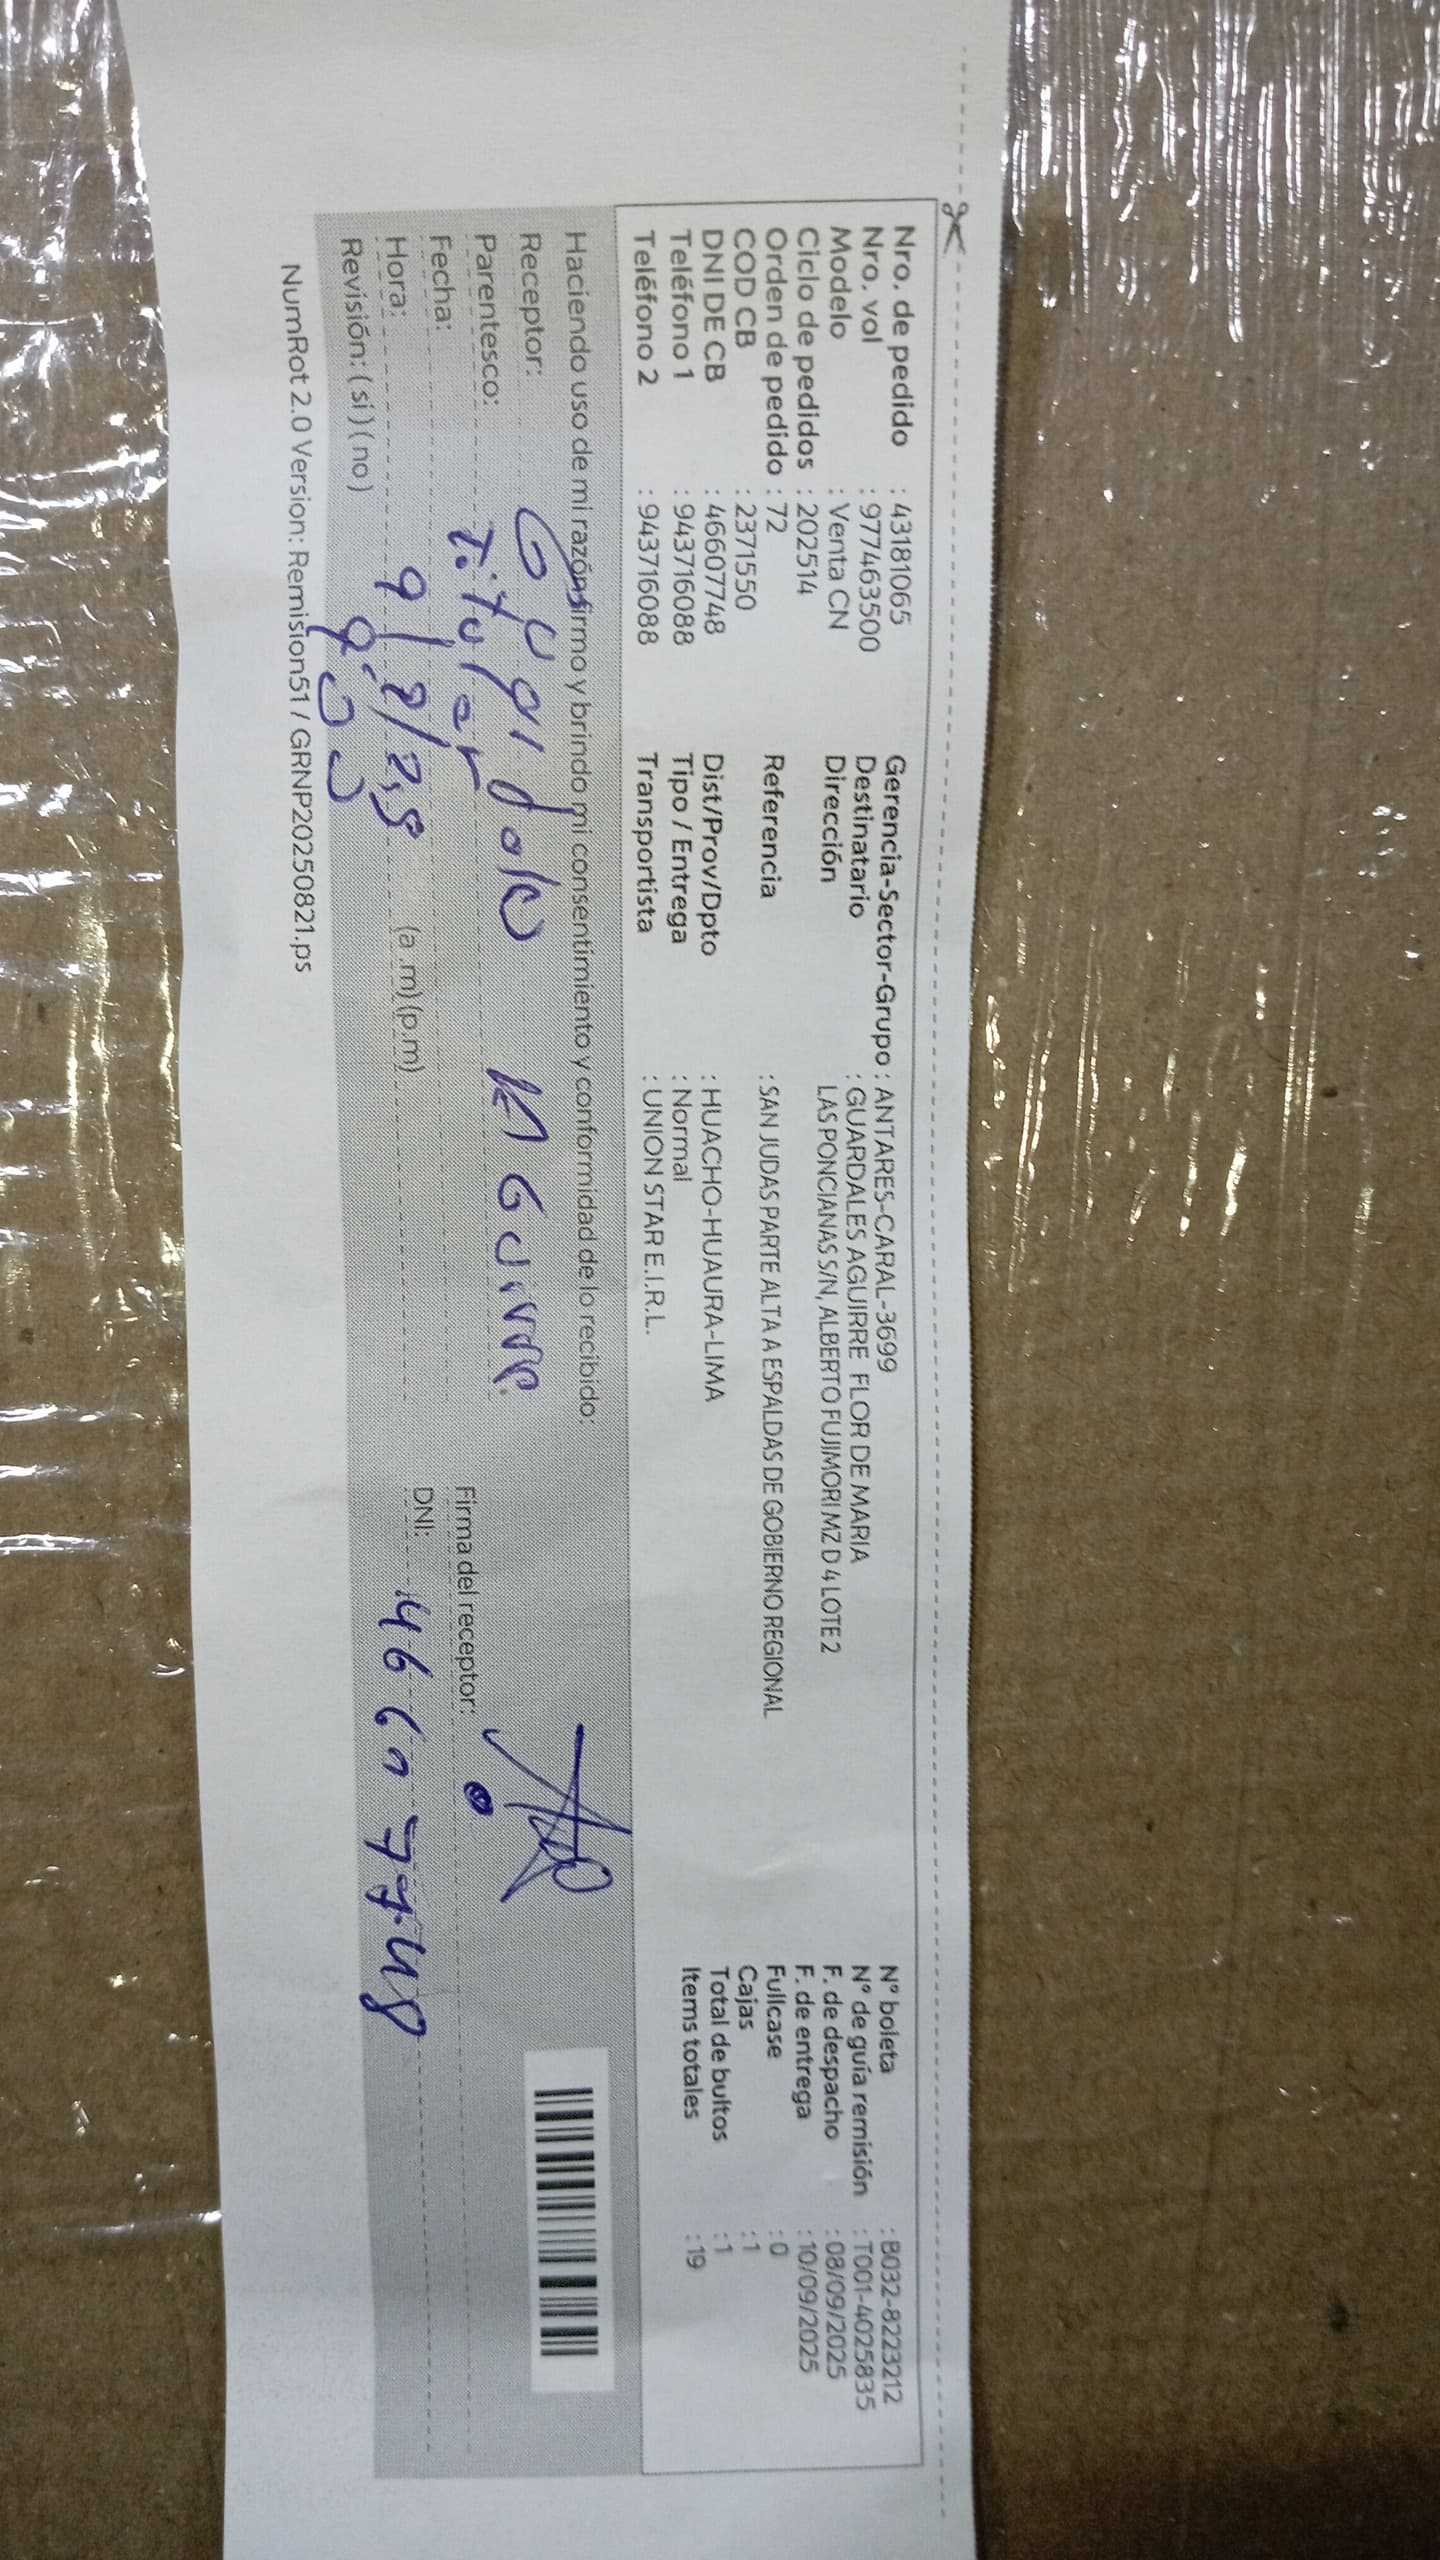 Nro. de pedido : 43181065
Nro. vol : 977463500
Modelo : Venta CN
Ciclo de pedidos : 202514
Orden de pedido : 72
COD CB : 2371550
DNI DE CB : 46607748
Teléfono 1 : 943716088
Teléfono 2 : 943716088
Gerencia-Sector-Grupo : ANTARES-CARAL-3699
Destinatario : GUARDALES AGUIRRE FLOR DE MARIA
Dirección LAS PONCIANAS S/N, ALBERTO FUJIMORI MZ D 4 LOTE 2
Referencia : SAN JUDAS PARTE ALTA A ESPALDAS DE GOBIERNO REGIONAL
Dist/Prov/Dpto : HUACHO-HUAURA-LIMA
Tipo / Entrega : Normal
Transportista : UNION STAR E.I.R.L.
N° boleta : B032-8223212
N° de guía remisión : T001-4025835
F. de despacho : 08/09/2025
F. de entrega : 10/09/2025
Fullcase : 0
Cajas : 1
Total de bultos : 1
Items totales : 19
Haciendo uso de mi razón firmo y brindo mi consentimiento y conformidad de lo recibido:
Receptor:
Parentesco: Titular
Fecha: 9/9/25
Hora: (a.m) (p.m)
Revisión: (si) (no)
Firma del receptor:
DNI: 46607748
NumRot 2.0 Version: Remision51 / GRNP20250821.ps